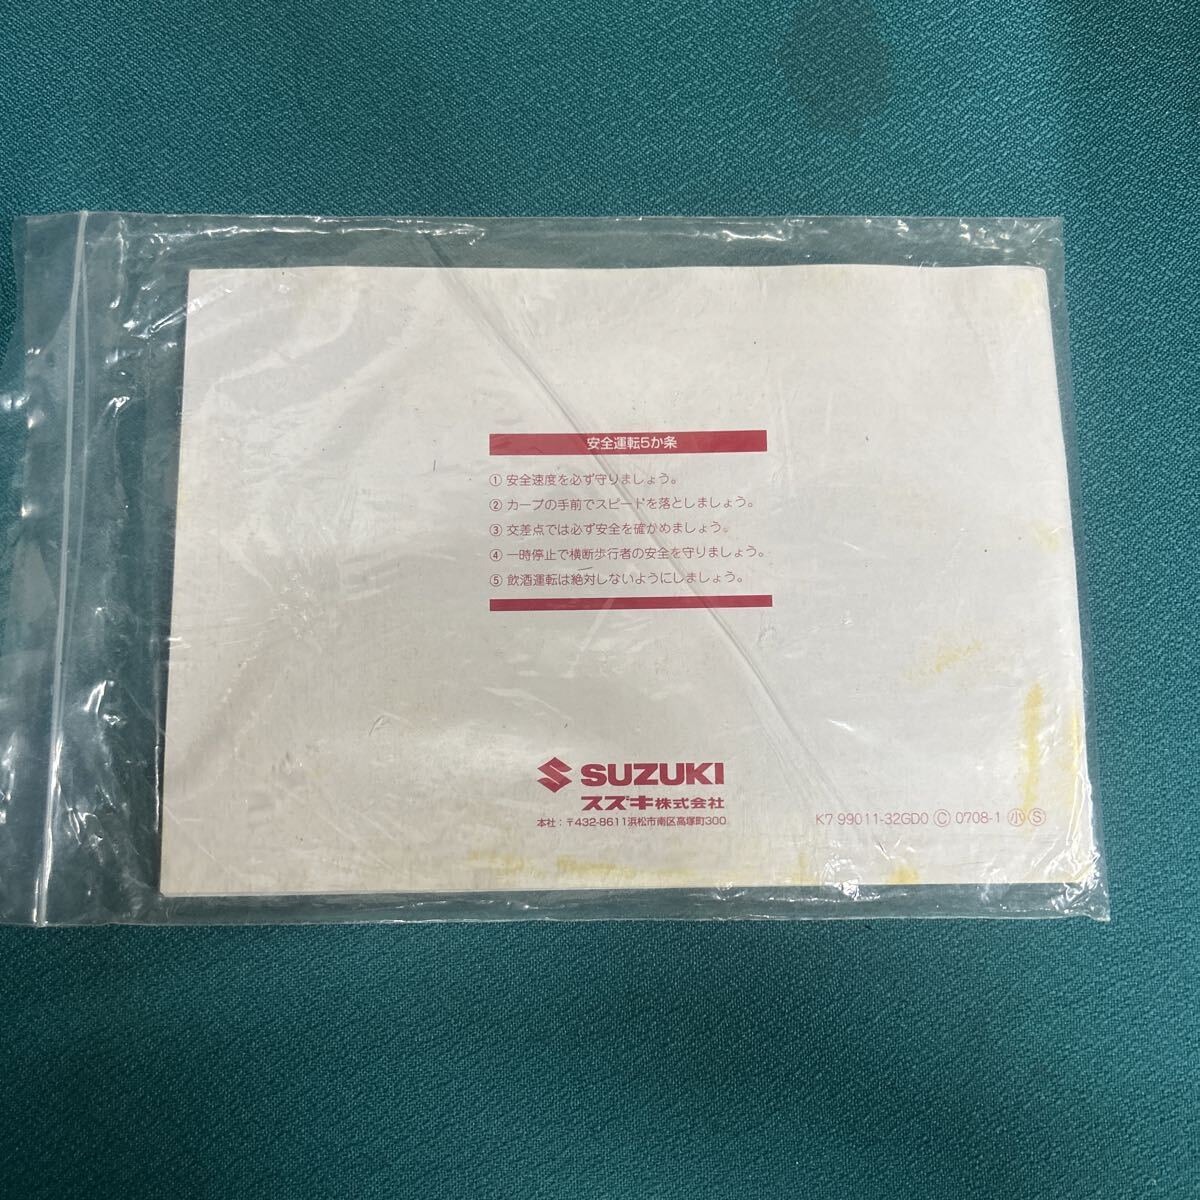 安全運転5か条
① 安全速度を必ず守りましょう。
② カーブの手前でスピードを落としましょう。
③ 交差点では必ず安全を確かめましょう。
④ 一時停止で横断歩行者の安全を守りましょう。
⑤ 飲酒運転は絶対しないようにしましょう。
SUZUKI
スズキ株式会社
本社：〒432-8611浜松市南区高塚町300
K7 99011-32GD0 Ⓒ 0708-1 ㊙︎小 Ⓢ